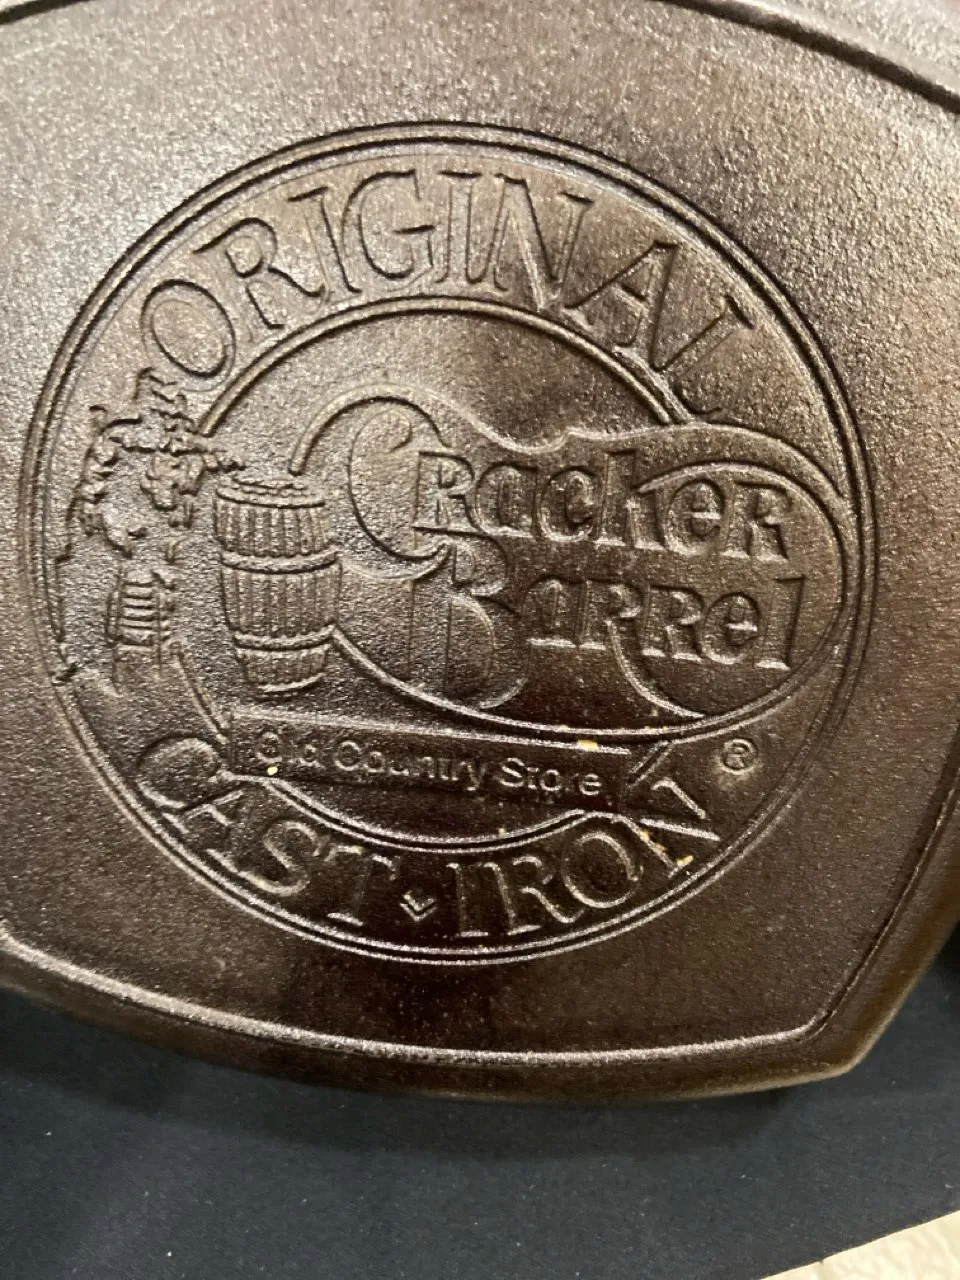 ORIGINAL
Cracker
Barrel
Old Country Store
®
CAST IRON